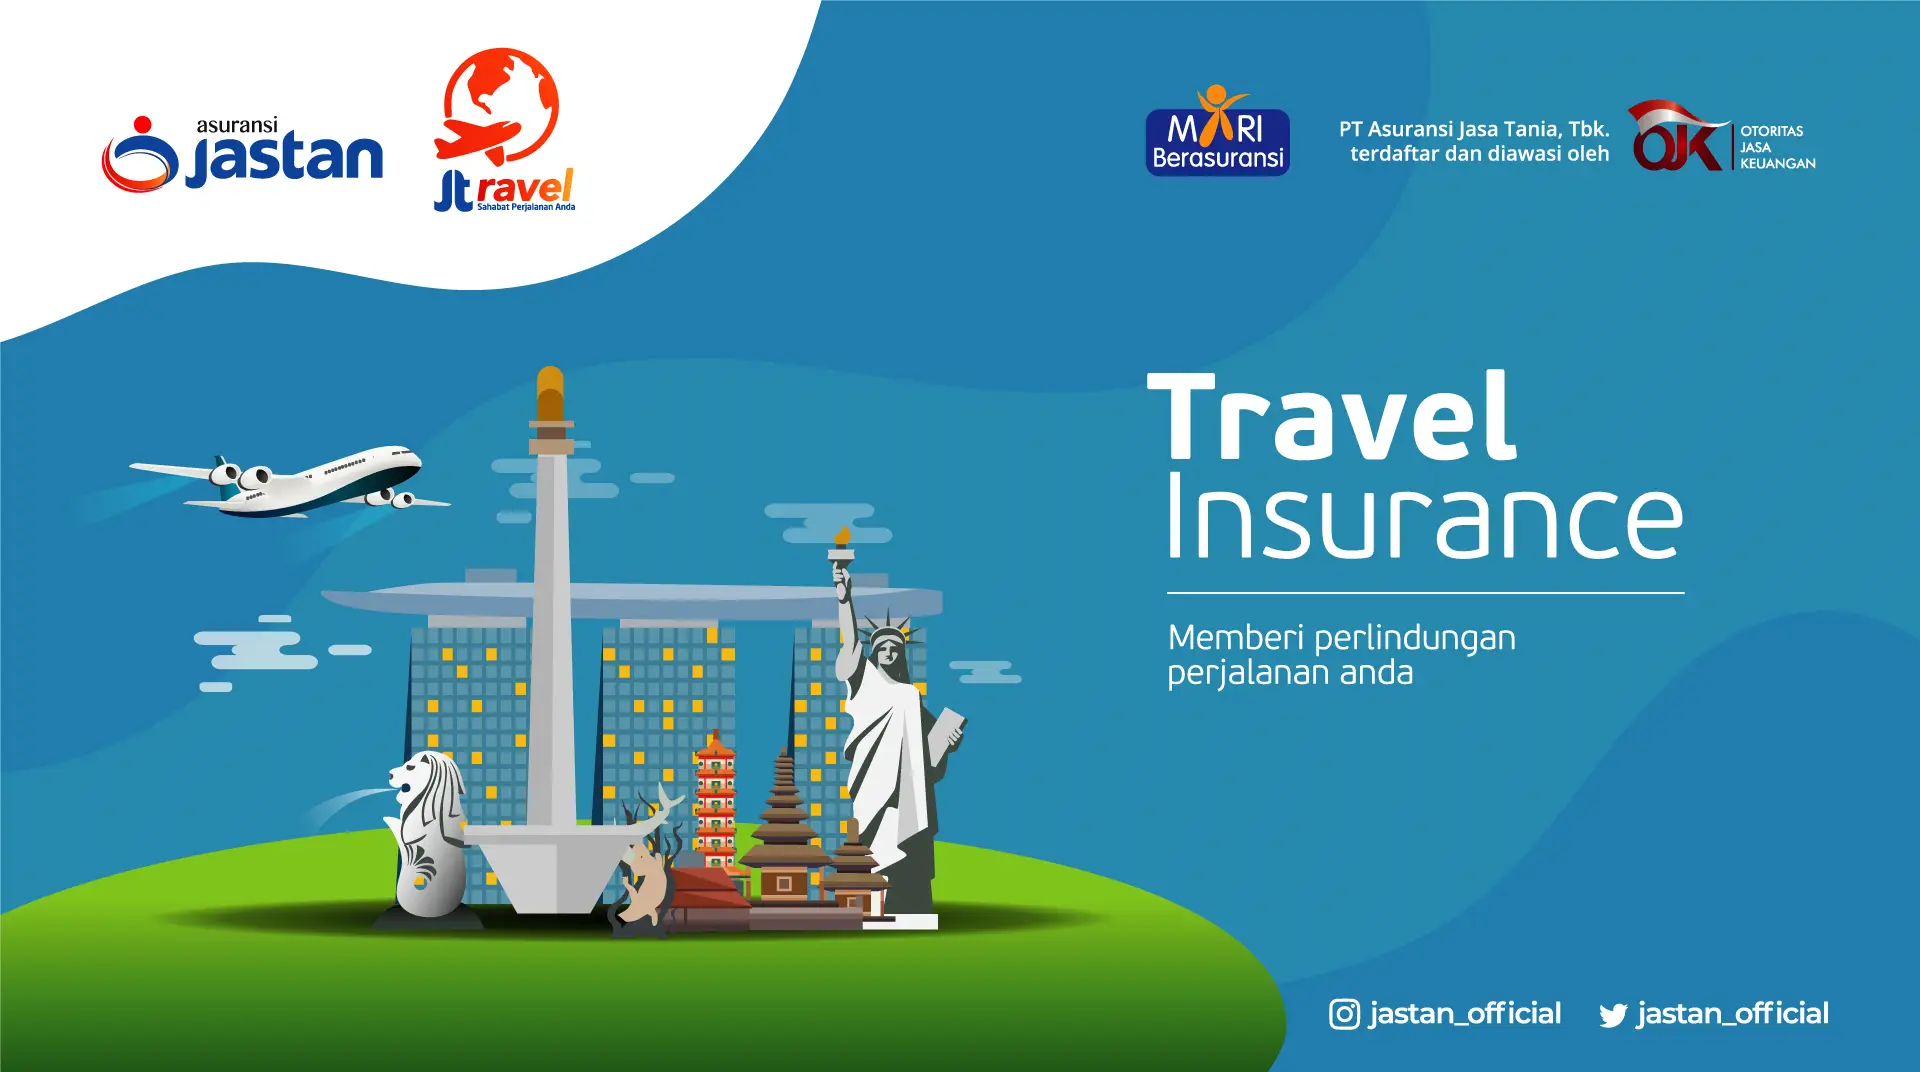 asuransi
jastan
Jtravel
Sahabat Perjalanan Anda
MARI
Berasuransi
PT Asuransi Jasa Tania, Tbk.
terdaftar dan diawasi oleh
OJK
OTORITAS
JASA
KEUANGAN
Travel
Insurance
Memberi perlindungan
perjalanan anda
jastan_official
jastan_official